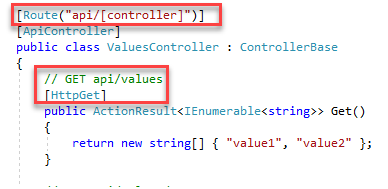 [Route("api/[controller]")]
[ApiController]
public class ValuesController : ControllerBase
{
// GET api/values
[HttpGet]
public ActionResult<IEnumerable<string>> Get()
{
return new string[] { "value1", "value2" };
}